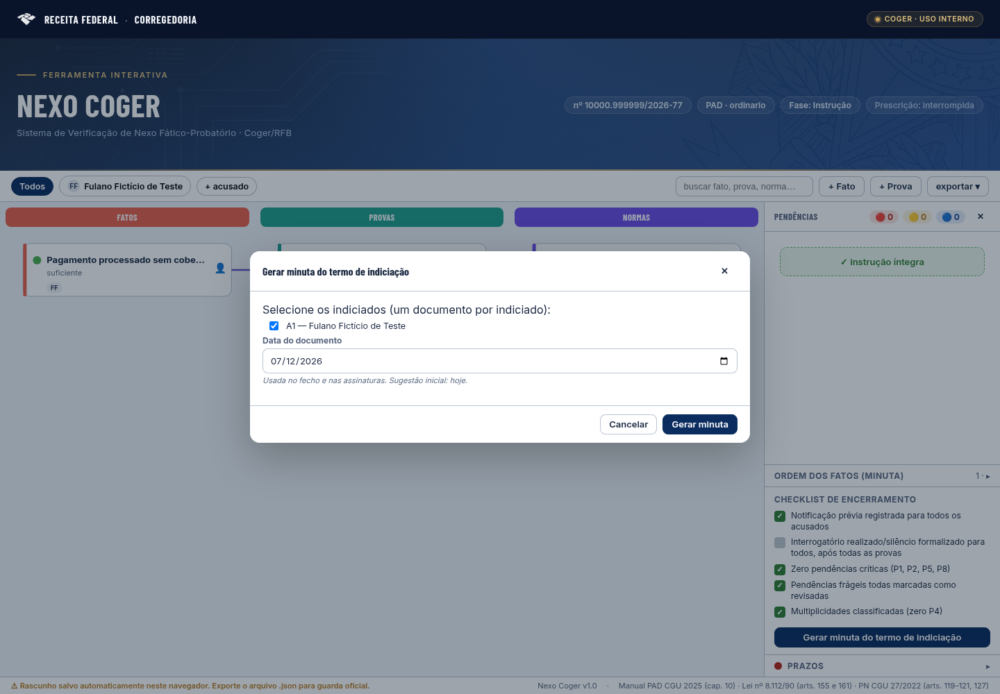 RECEITA FEDERAL · CORREGEDORIA
COGER · USO INTERNO
FERRAMENTA INTERATIVA
NEXO COGER
Sistema de Verificação de Nexo Fático-Probatório · Coger/RFB
nº 10000.999999/2026-77
PAD · ordinario
Fase: Instrução
Prescrição: Interrompida
Todos
FF Fulano Fictício de Teste
+ acusado
buscar fato, prova, norma…
+ Fato
+ Prova
exportar ▾
FATOS
PROVAS
NORMAS
PENDÊNCIAS
0
0
0
✕
Pagamento processado sem cobe…
suficiente
FF
✓ instrução íntegra
Gerar minuta do termo de indiciação
✕
Selecione os indiciados (um documento por indiciado):
A1 — Fulano Fictício de Teste
Data do documento
07/12/2026
Usada no fecho e nas assinaturas. Sugestão inicial: hoje.
Cancelar
Gerar minuta
ORDEM DOS FATOS (MINUTA)
1 · ▸
CHECKLIST DE ENCERRAMENTO
Notificação prévia registrada para todos os
acusados
Interrogatório realizado/silêncio formalizado para
todos, após todas as provas
Zero pendências críticas (P1, P2, P5, P8)
Pendências frágeis todas marcadas como
revisadas
Multiplicidades classificadas (zero P4)
Gerar minuta do termo de indiciação
PRAZOS ▸
⚠ Rascunho salvo automaticamente neste navegador. Exporte o arquivo .json para guarda oficial.
Nexo Coger v1.0 · Manual PAD CGU 2025 (cap. 10) · Lei nº 8.112/90 (arts. 155 e 161) · PN CGU 27/2022 (arts. 119–121, 127)